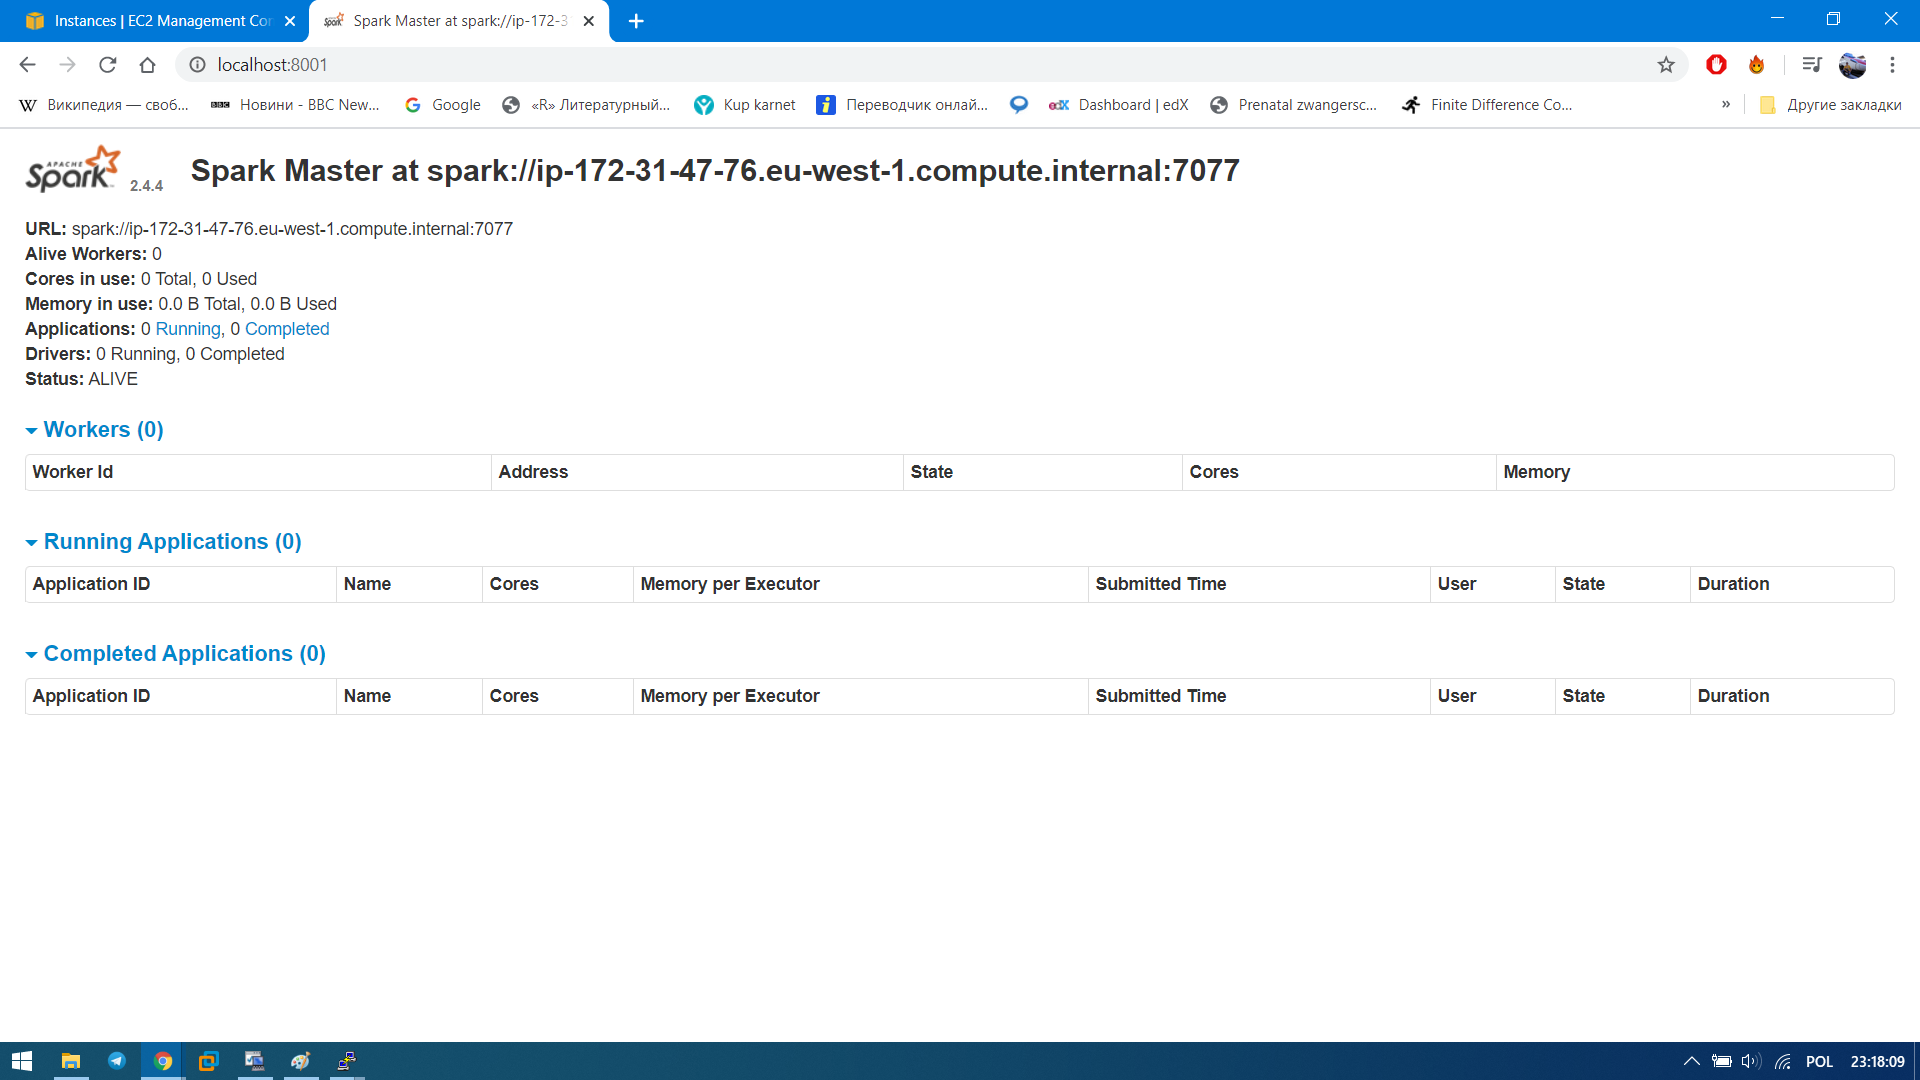 Instances | EC2 Management Con
Spark Master at spark://ip-172-3
localhost:8001
Википедия — своб...
BBC
Новини - BBC New...
Google
«R» Литературный...
Kup karnet
Переводчик онлай...
edX
Dashboard | edX
Prenatal zwangersc...
Finite Difference Co...
»
Другие закладки
APACHE
Spark
2.4.4
Spark Master at spark://ip-172-31-47-76.eu-west-1.compute.internal:7077
URL: spark://ip-172-31-47-76.eu-west-1.compute.internal:7077
Alive Workers: 0
Cores in use: 0 Total, 0 Used
Memory in use: 0.0 B Total, 0.0 B Used
Applications: 0 Running, 0 Completed
Drivers: 0 Running, 0 Completed
Status: ALIVE
Workers (0)
Worker Id Address State Cores Memory
Running Applications (0)
Application ID Name Cores Memory per Executor Submitted Time User State Duration
Completed Applications (0)
Application ID Name Cores Memory per Executor Submitted Time User State Duration
POL 23:18:09